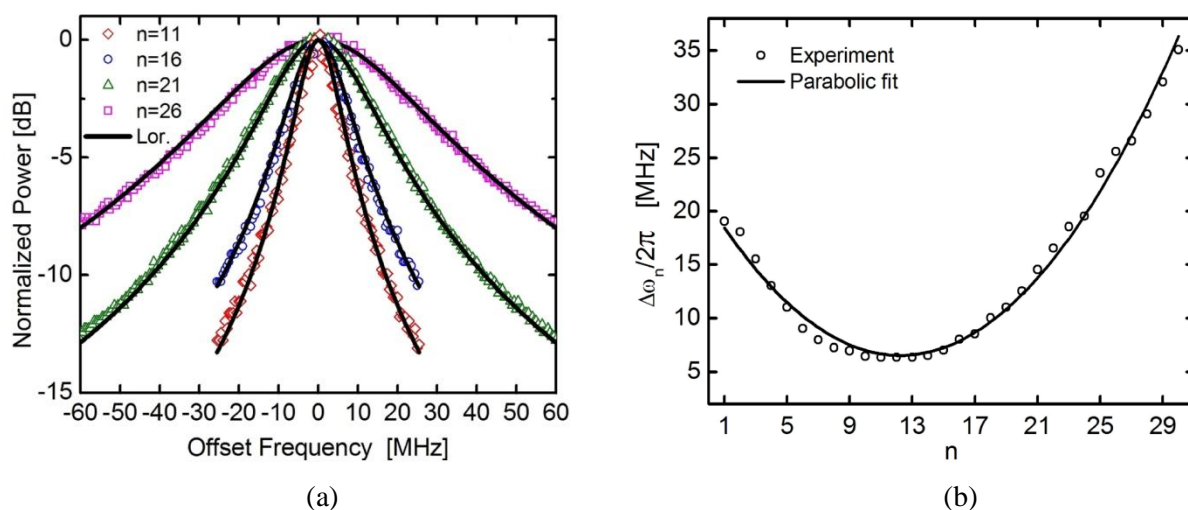 0
-5
-10
-15
Normalized Power [dB]
n=11
n=16
n=21
n=26
Lor.
-60 -50 -40 -30 -20 -10 0 10 20 30 40 50 60
Offset Frequency [MHz]
(a)
35
30
25
20
15
10
5
Δωₙ/2π [MHz]
Experiment
Parabolic fit
1 5 9 13 17 21 25 29
n
(b)